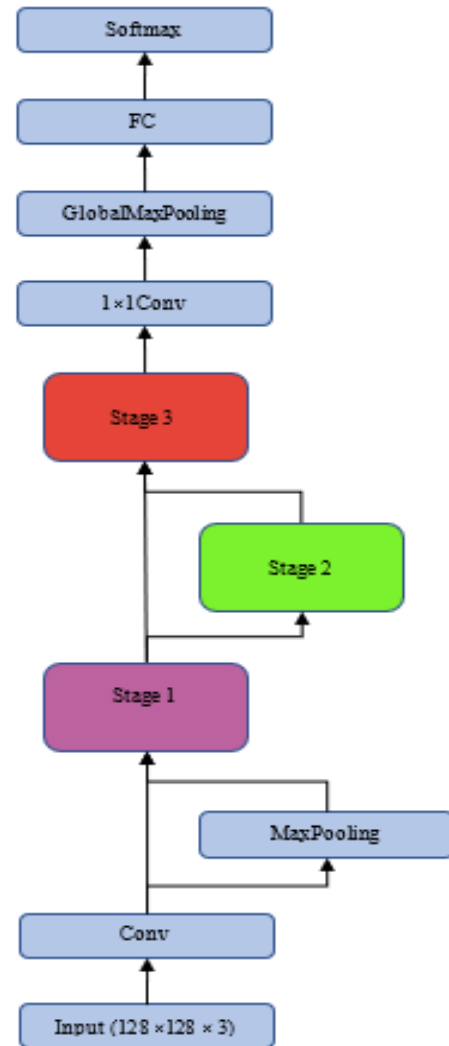 Softmax
FC
GlobalMaxPooling
1×1Conv
Stage 3
Stage 2
Stage 1
MaxPooling
Conv
Input (128 ×128 × 3)